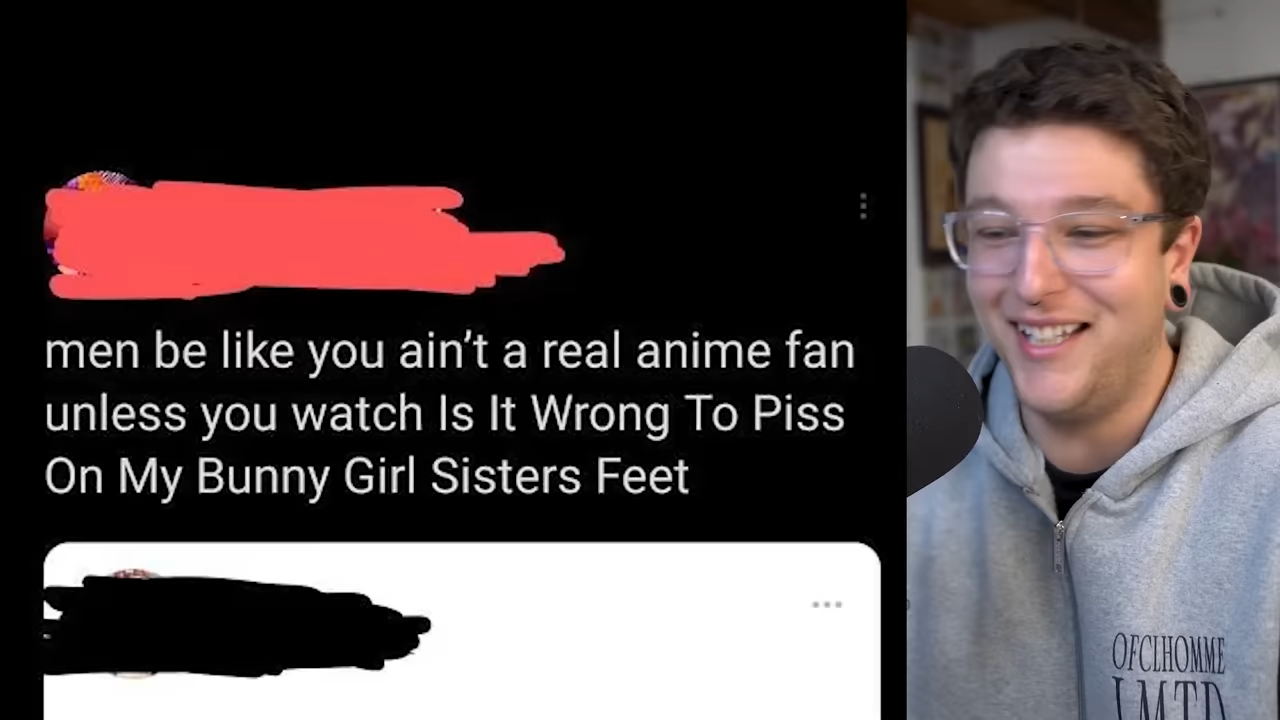 men be like you ain’t a real anime fan
unless you watch Is It Wrong To Piss
On My Bunny Girl Sisters Feet
OFCLHOMME
LMTD